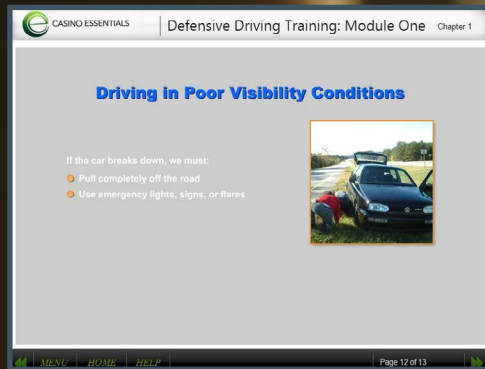 CASINO ESSENTIALS
Defensive Driving Training: Module One
Chapter 1
Driving in Poor Visibility Conditions
If the car breaks down, we must:
Pull completely off the road
Use emergency lights, signs, or flares
MENU
HOME
HELP
Page 12 of 13